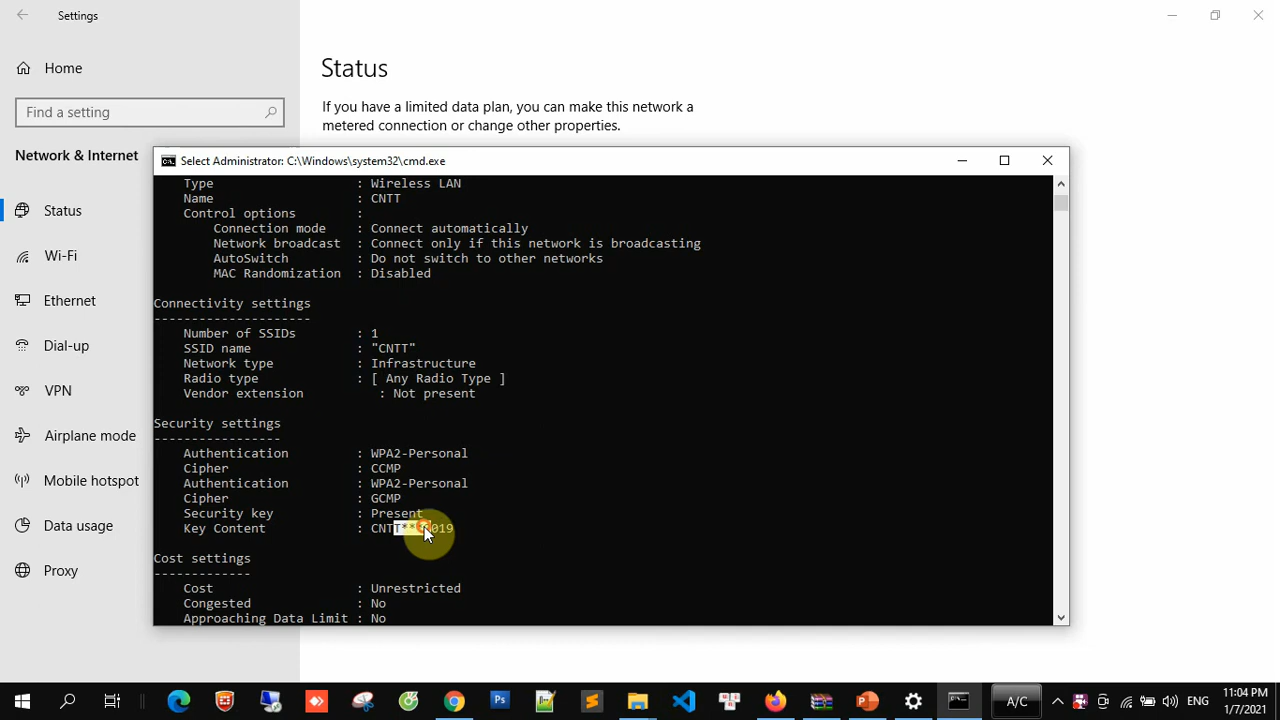 Settings
Home
Find a setting
Network & Internet
Status
Wi-Fi
Ethernet
Dial-up
VPN
Airplane mode
Mobile hotspot
Data usage
Proxy
Status
If you have a limited data plan, you can make this network a
metered connection or change other properties.
Select Administrator: C:\Windows\system32\cmd.exe
Type : Wireless LAN
Name : CNTT
Control options :
Connection mode : Connect automatically
Network broadcast : Connect only if this network is broadcasting
AutoSwitch : Do not switch to other networks
MAC Randomization : Disabled
Connectivity settings
---------------------
Number of SSIDs : 1
SSID name : "CNTT"
Network type : Infrastructure
Radio type : [ Any Radio Type ]
Vendor extension : Not present
Security settings
-----------------
Authentication : WPA2-Personal
Cipher : CCMP
Authentication : WPA2-Personal
Cipher : GCMP
Security key : Present
Key Content :
Cost settings
-------------
Cost : Unrestricted
Congested : No
Approaching Data Limit : No
A/C
ENG
11:04 PM
1/7/2021